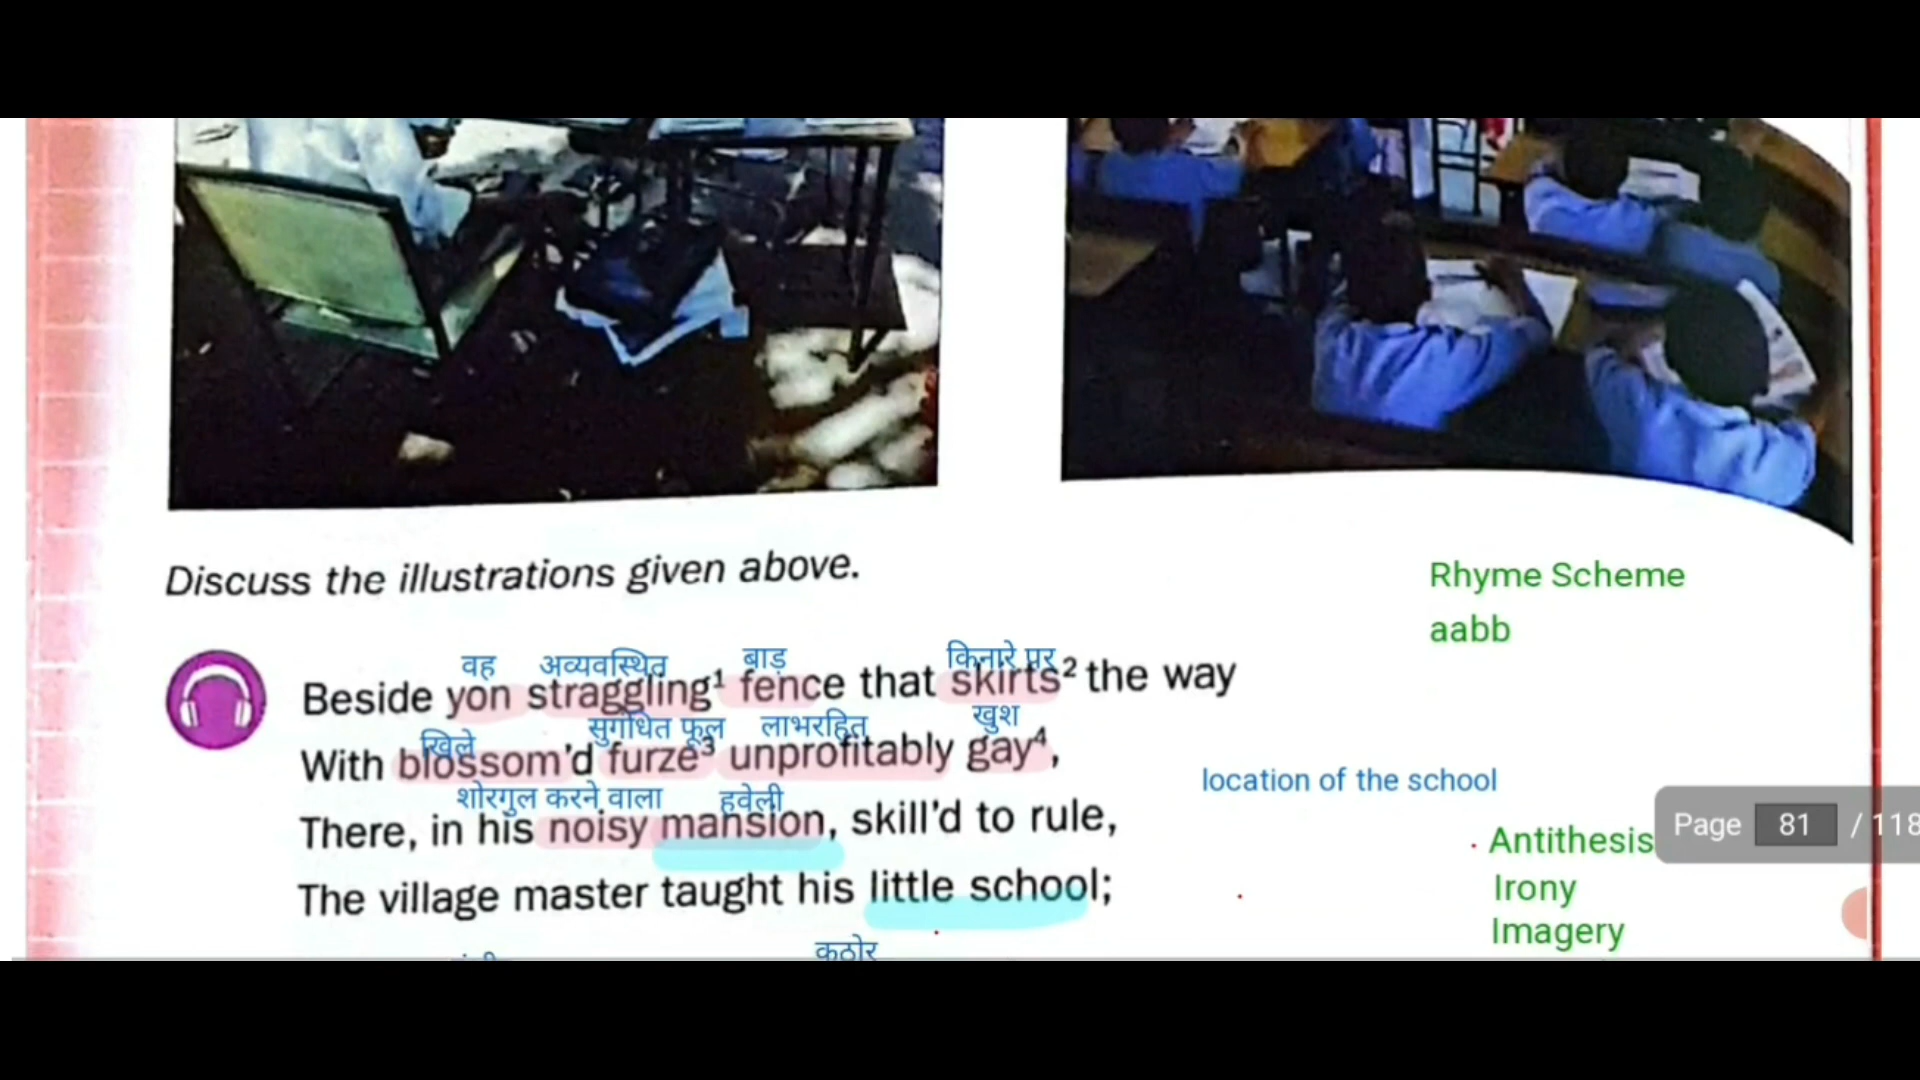 Discuss the illustrations given above.
Rhyme Scheme
aabb
वह अव्यवस्थित बाड़ किनारे पर
Beside yon straggling¹ fence that skirts² the way
खिले सुगंधित फूल लाभरहित खुश
With blossom'd furze³ unprofitably gay⁴,
location of the school
शोरगुल करने वाला हवेली
There, in his noisy mansion, skill'd to rule,
Page 81 / 118
Antithesis
The village master taught his little school;
Irony
Imagery
कठोर